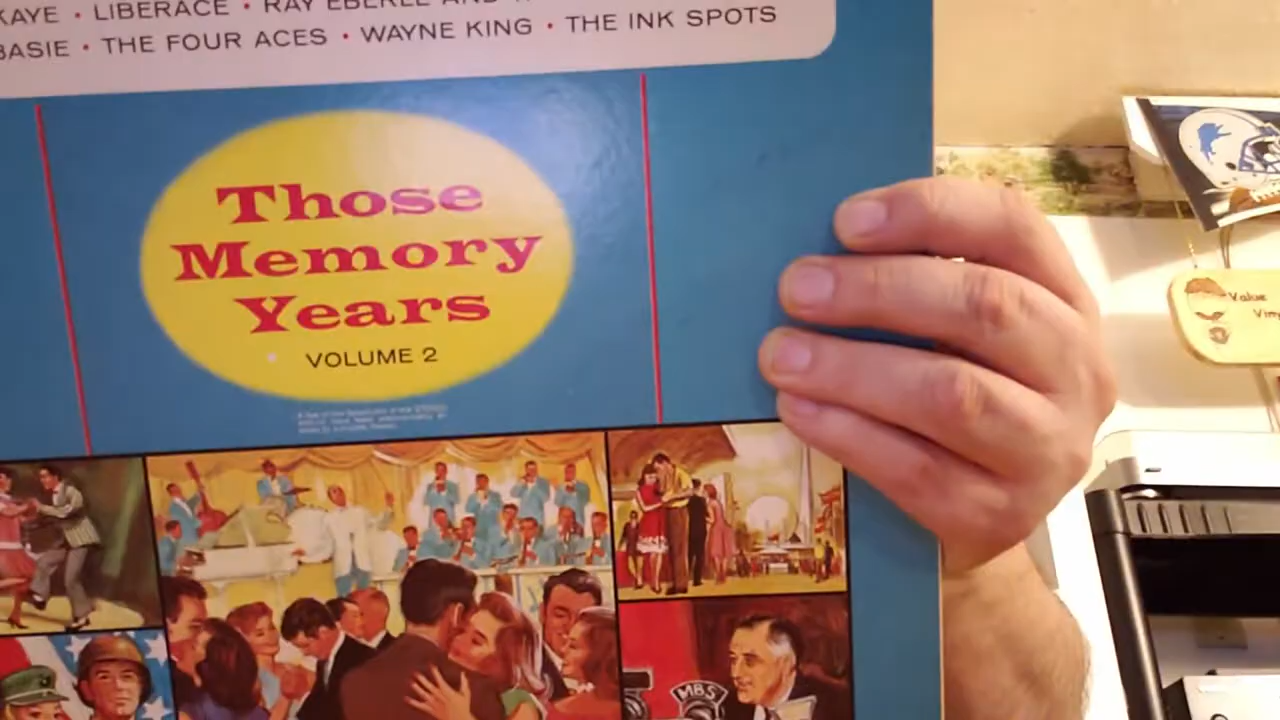 KAYE • LIBERACE • RAY EBERLE AND
BASIE • THE FOUR ACES • WAYNE KING • THE INK SPOTS
Those
Memory
Years
VOLUME 2
MBS
Value